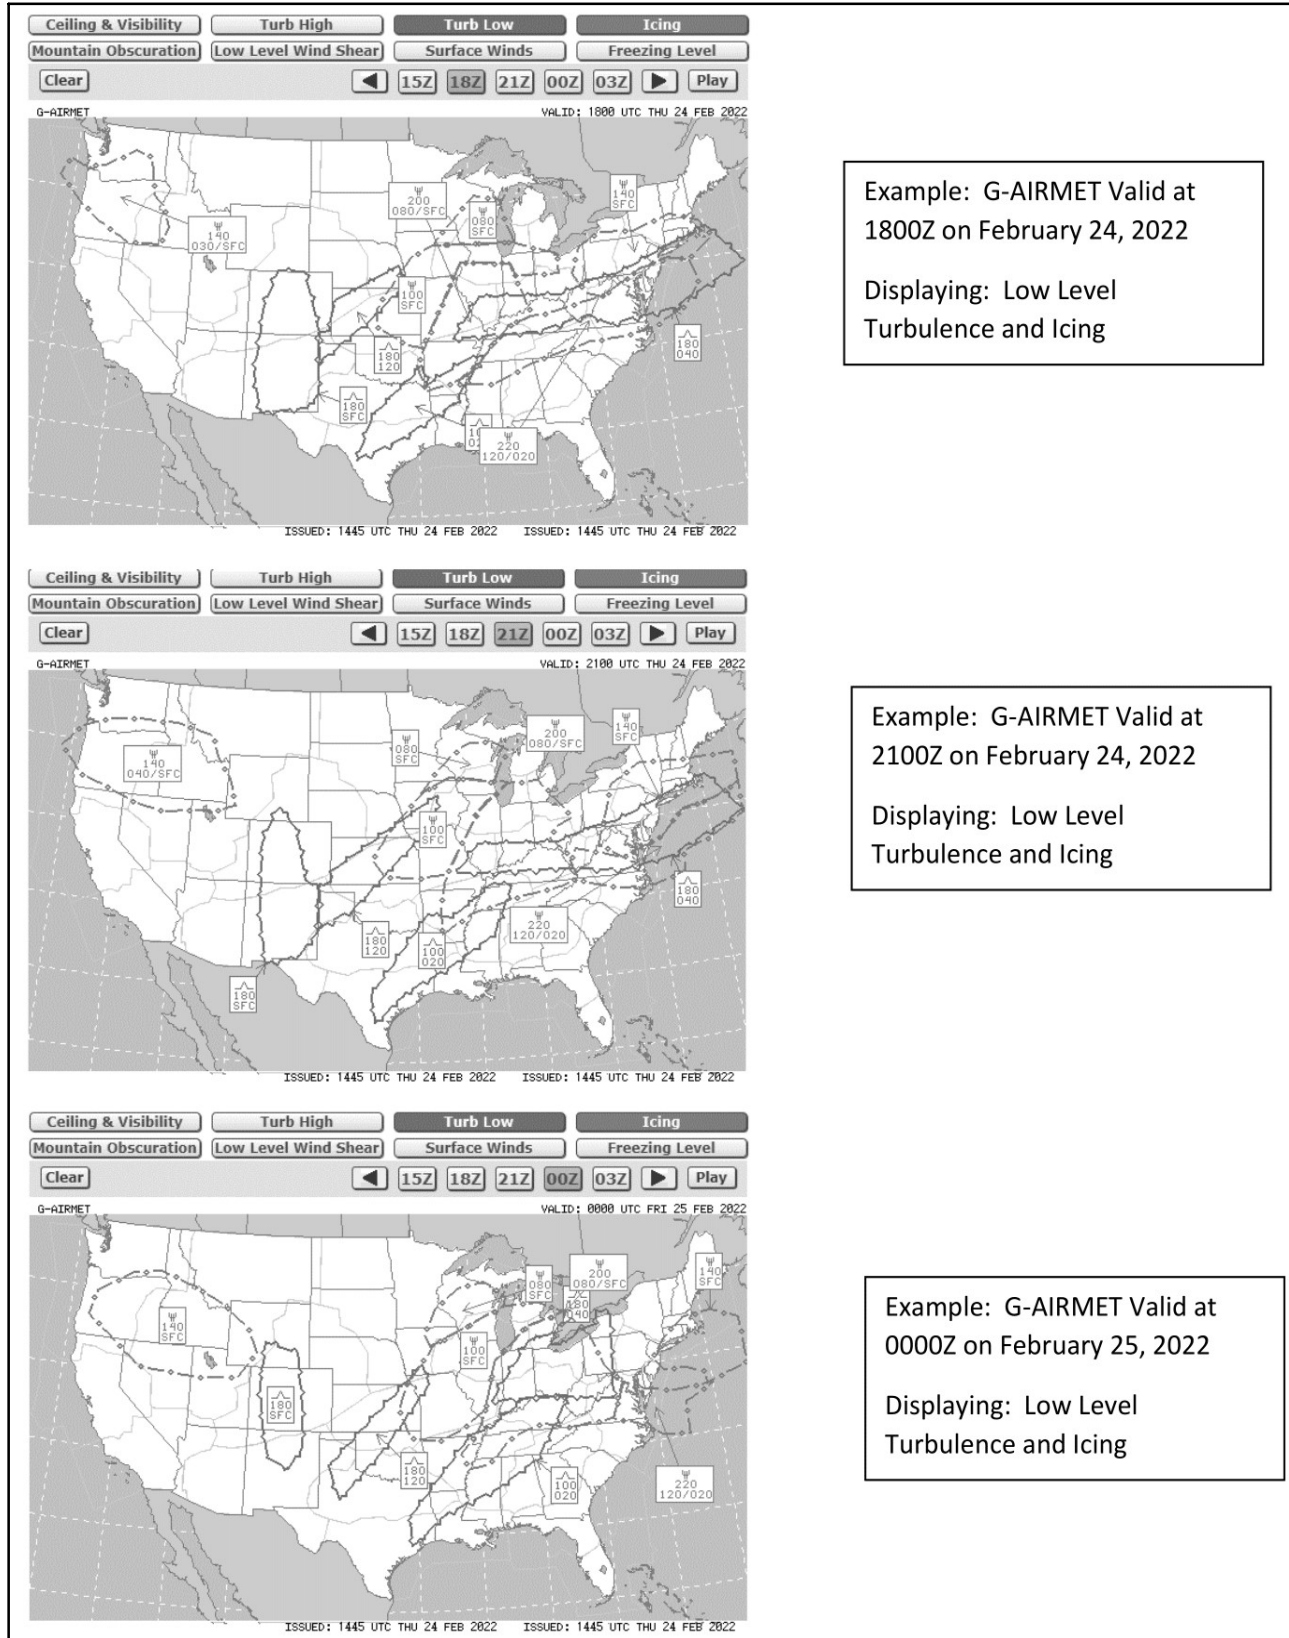 Ceiling & Visibility Turb High Turb Low Icing
Mountain Obscuration Low Level Wind Shear Surface Winds Freezing Level
Clear 15Z 18Z 21Z 00Z 03Z Play
G-AIRMET VALID: 1800 UTC THU 24 FEB 2022
200
080/SFC
080
SFC
140
SFC
140
030/SFC
100
SFC
180
120
180
040
180
SFC
220
120/020
ISSUED: 1445 UTC THU 24 FEB 2022 ISSUED: 1445 UTC THU 24 FEB 2022
Example: G-AIRMET Valid at
1800Z on February 24, 2022
Displaying: Low Level
Turbulence and Icing
Ceiling & Visibility Turb High Turb Low Icing
Mountain Obscuration Low Level Wind Shear Surface Winds Freezing Level
Clear 15Z 18Z 21Z 00Z 03Z Play
G-AIRMET VALID: 2100 UTC THU 24 FEB 2022
140
SFC
200
080/SFC
080
SFC
140
040/SFC
100
SFC
180
040
220
120/020
180
120
100
020
180
SFC
ISSUED: 1445 UTC THU 24 FEB 2022 ISSUED: 1445 UTC THU 24 FEB 2022
Example: G-AIRMET Valid at
2100Z on February 24, 2022
Displaying: Low Level
Turbulence and Icing
Ceiling & Visibility Turb High Turb Low Icing
Mountain Obscuration Low Level Wind Shear Surface Winds Freezing Level
Clear 15Z 18Z 21Z 00Z 03Z Play
G-AIRMET VALID: 0000 UTC FRI 25 FEB 2022
200
080/SFC
140
SFC
080
SFC
180
040
140
SFC
100
SFC
180
SFC
180
120
100
020
220
120/020
ISSUED: 1445 UTC THU 24 FEB 2022 ISSUED: 1445 UTC THU 24 FEB 2022
Example: G-AIRMET Valid at
0000Z on February 25, 2022
Displaying: Low Level
Turbulence and Icing